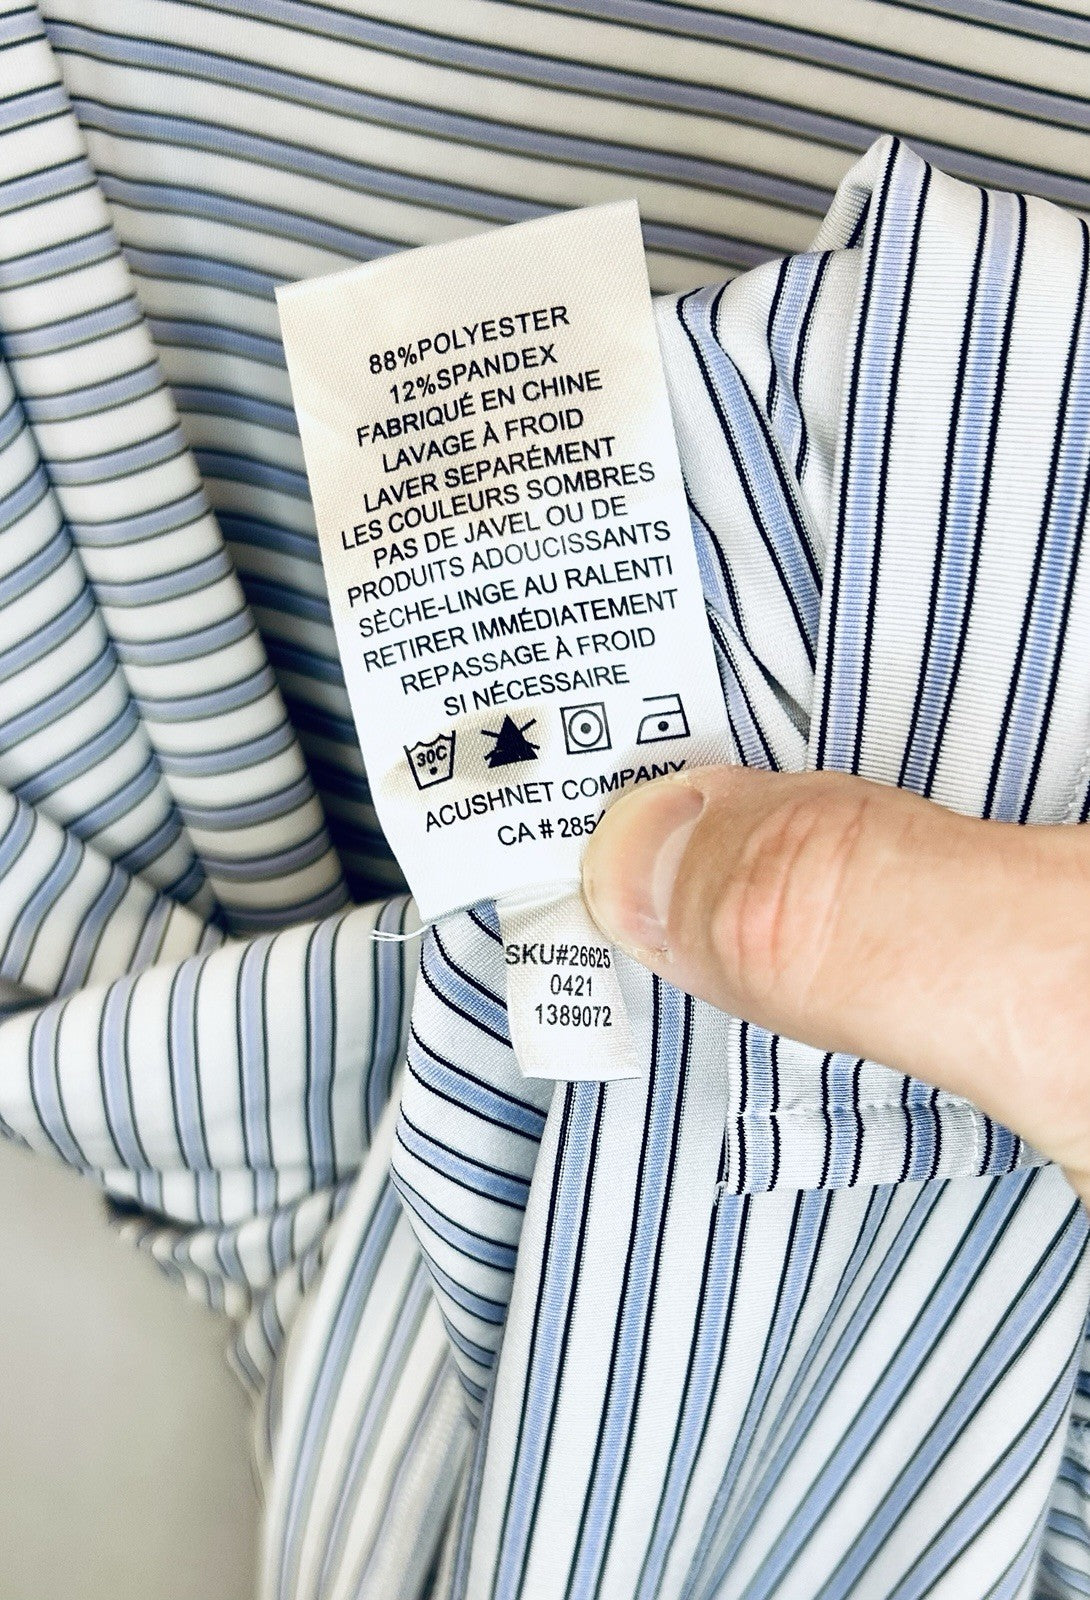 88%POLYESTER
12%SPANDEX
FABRIQUÉ EN CHINE
LAVAGE À FROID
LAVER SEPARÉMENT
LES COULEURS SOMBRES
PAS DE JAVEL OU DE
PRODUITS ADOUCISSANTS
SÈCHE-LINGE AU RALENTI
RETIRER IMMÉDIATEMENT
REPASSAGE À FROID
SI NÉCESSAIRE
30C
ACUSHNET COMPANY
CA #
SKU#26625
0421
1389072